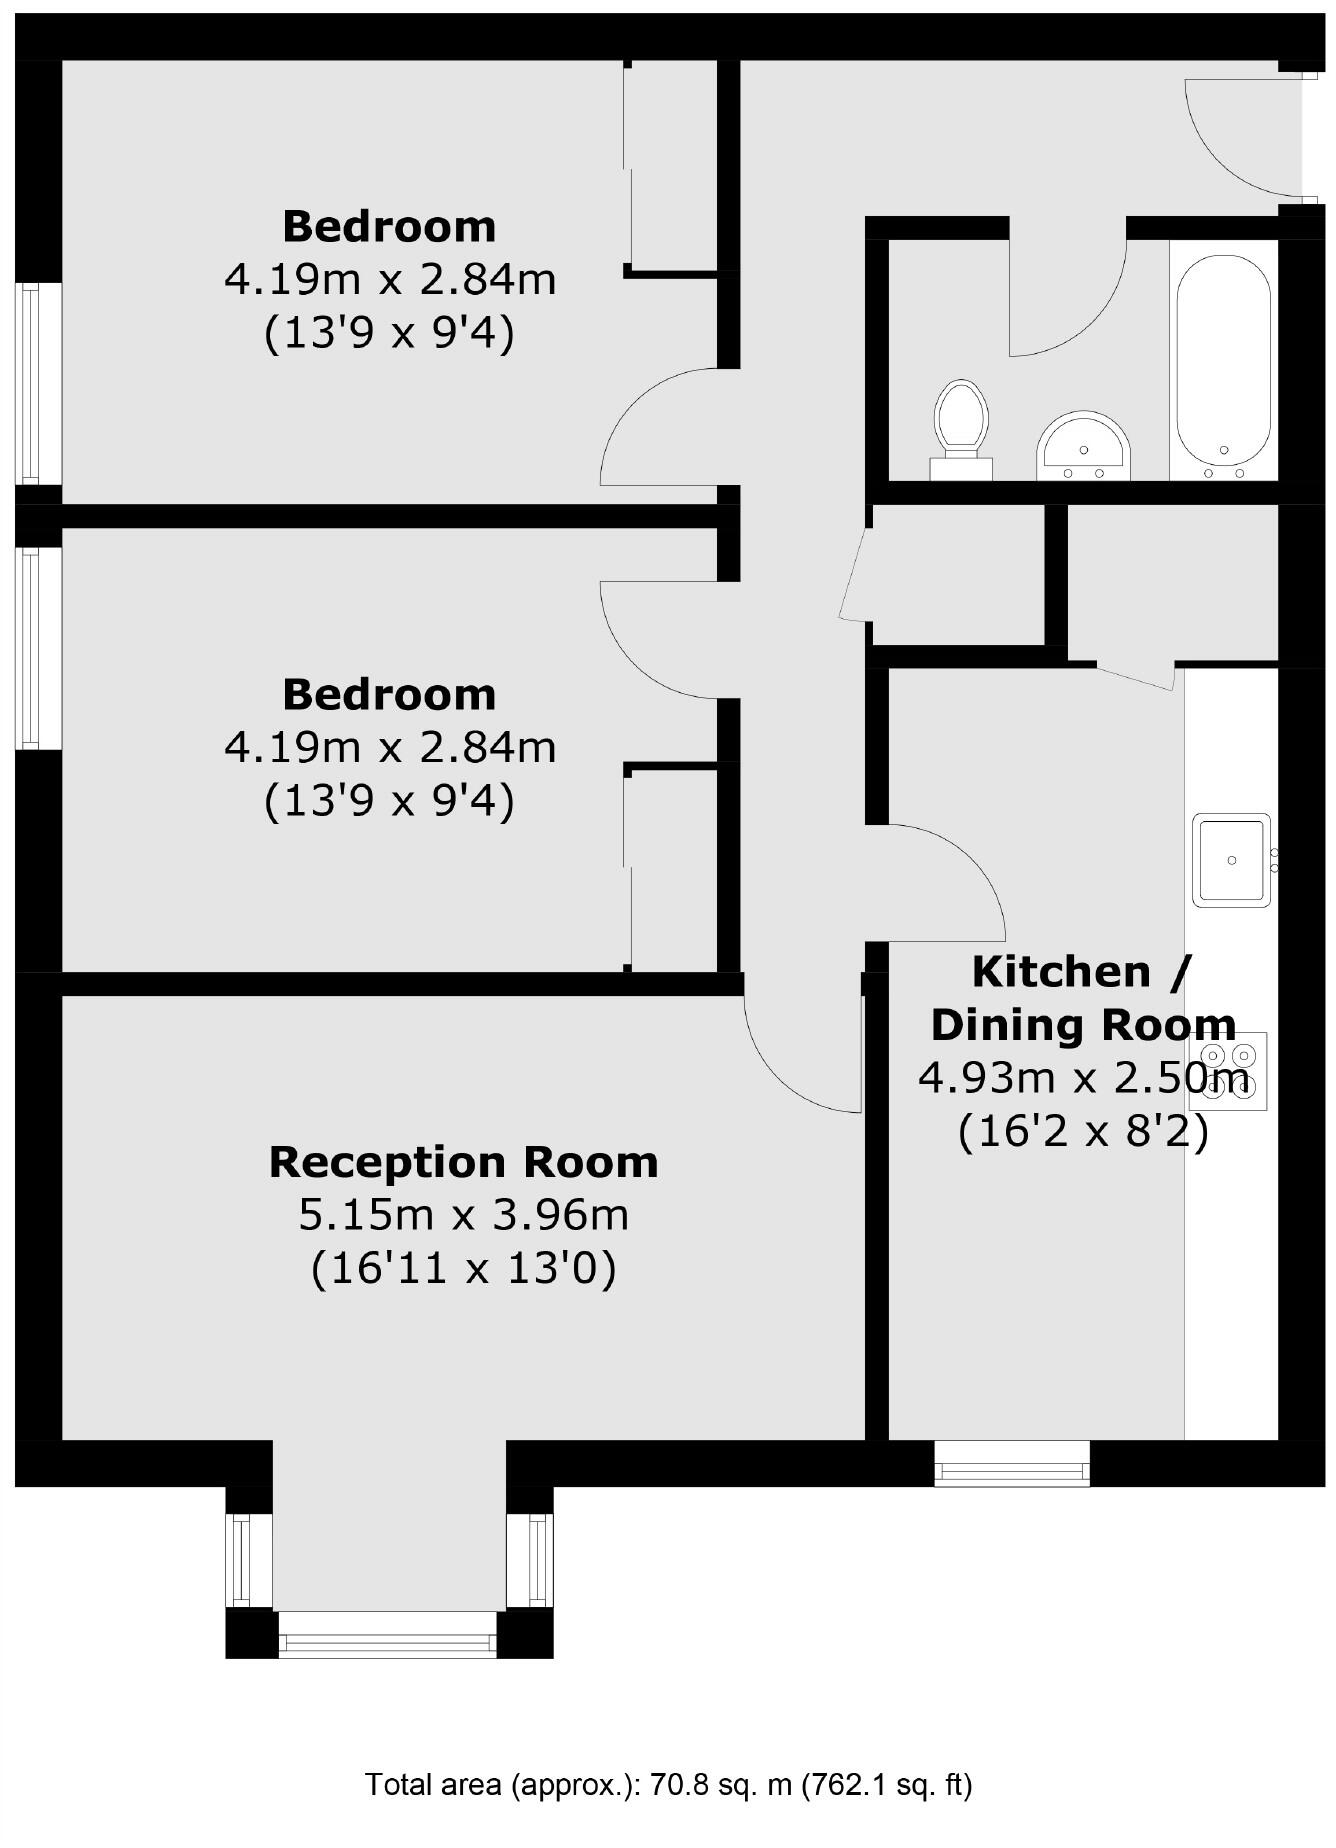 Bedroom
4.19m x 2.84m
(13'9 x 9'4)
Bedroom
4.19m x 2.84m
(13'9 x 9'4)
Kitchen /
Dining Room
4.93m x 2.50m
(16'2 x 8'2)
Reception Room
5.15m x 3.96m
(16'11 x 13'0)
Total area (approx.): 70.8 sq. m (762.1 sq. ft)